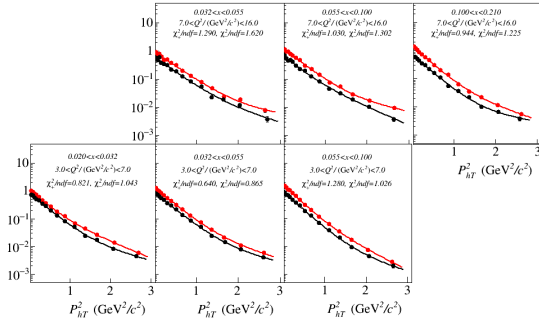 0.032<x<0.055
7.0<Q²/(GeV²/c²)<16.0
χ²₊/ndf=1.290, χ²₋/ndf=1.620
0.055<x<0.100
7.0<Q²/(GeV²/c²)<16.0
χ²₊/ndf=1.030, χ²₋/ndf=1.302
0.100<x<0.210
7.0<Q²/(GeV²/c²)<16.0
χ²₊/ndf=0.944, χ²₋/ndf=1.225
1
10⁻¹
10⁻²
10⁻³
0.020<x<0.032
3.0<Q²/(GeV²/c²)<7.0
χ²₊/ndf=0.821, χ²₋/ndf=1.043
0.032<x<0.055
3.0<Q²/(GeV²/c²)<7.0
χ²₊/ndf=0.640, χ²₋/ndf=0.865
0.055<x<0.100
3.0<Q²/(GeV²/c²)<7.0
χ²₊/ndf=1.280, χ²₋/ndf=1.026
1 2 3
P²hT (GeV²/c²)
1
10⁻¹
10⁻²
10⁻³
1 2 3
1 2 3
1 2 3
P²hT (GeV²/c²)
P²hT (GeV²/c²)
P²hT (GeV²/c²)